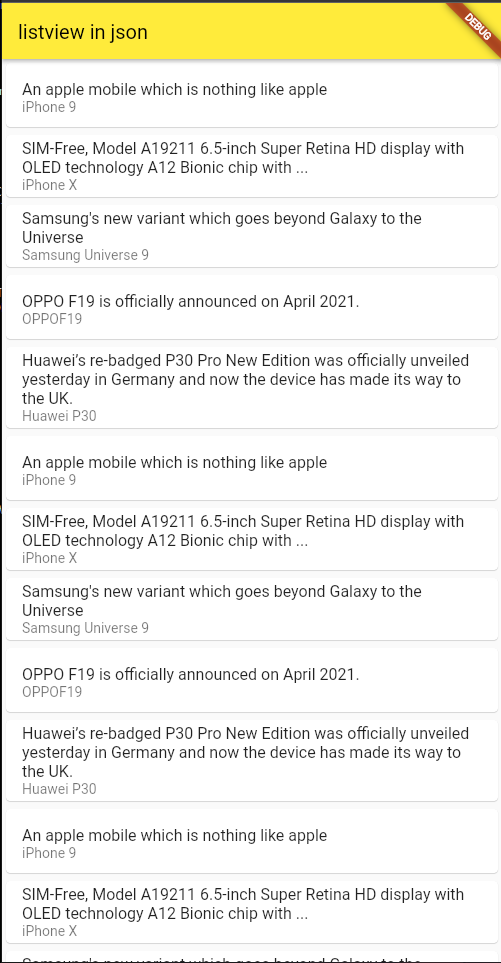 listview in json
DEBUG
An apple mobile which is nothing like apple
iPhone 9
SIM-Free, Model A19211 6.5-inch Super Retina HD display with
OLED technology A12 Bionic chip with ...
iPhone X
Samsung's new variant which goes beyond Galaxy to the
Universe
Samsung Universe 9
OPPO F19 is officially announced on April 2021.
OPPOF19
Huawei’s re-badged P30 Pro New Edition was officially unveiled
yesterday in Germany and now the device has made its way to
the UK.
Huawei P30
An apple mobile which is nothing like apple
iPhone 9
SIM-Free, Model A19211 6.5-inch Super Retina HD display with
OLED technology A12 Bionic chip with ...
iPhone X
Samsung's new variant which goes beyond Galaxy to the
Universe
Samsung Universe 9
OPPO F19 is officially announced on April 2021.
OPPOF19
Huawei’s re-badged P30 Pro New Edition was officially unveiled
yesterday in Germany and now the device has made its way to
the UK.
Huawei P30
An apple mobile which is nothing like apple
iPhone 9
SIM-Free, Model A19211 6.5-inch Super Retina HD display with
OLED technology A12 Bionic chip with ...
iPhone X
Samsung's new variant which goes beyond Galaxy to the